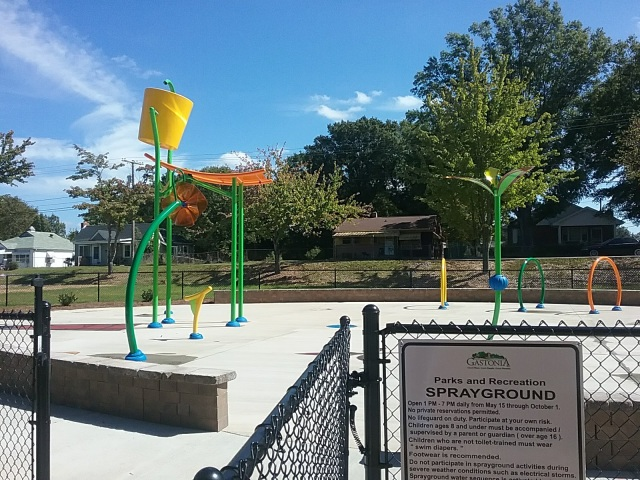 GASTONIA
Parks and Recreation
SPRAYGROUND
Open 1 PM - 7 PM daily from May 15 through October 1.
No private reservations permitted.
No lifeguard on duty. Participate at your own risk.
Children ages 8 and under must be accompanied /
supervised by a parent or guardian ( over age 16 ).
Children who are not toilet-trained must wear
" swim diapers. "
Footwear is recommended.
Do not participate in sprayground activities during
severe weather conditions such as electrical storms.
Sprayground water sequence is